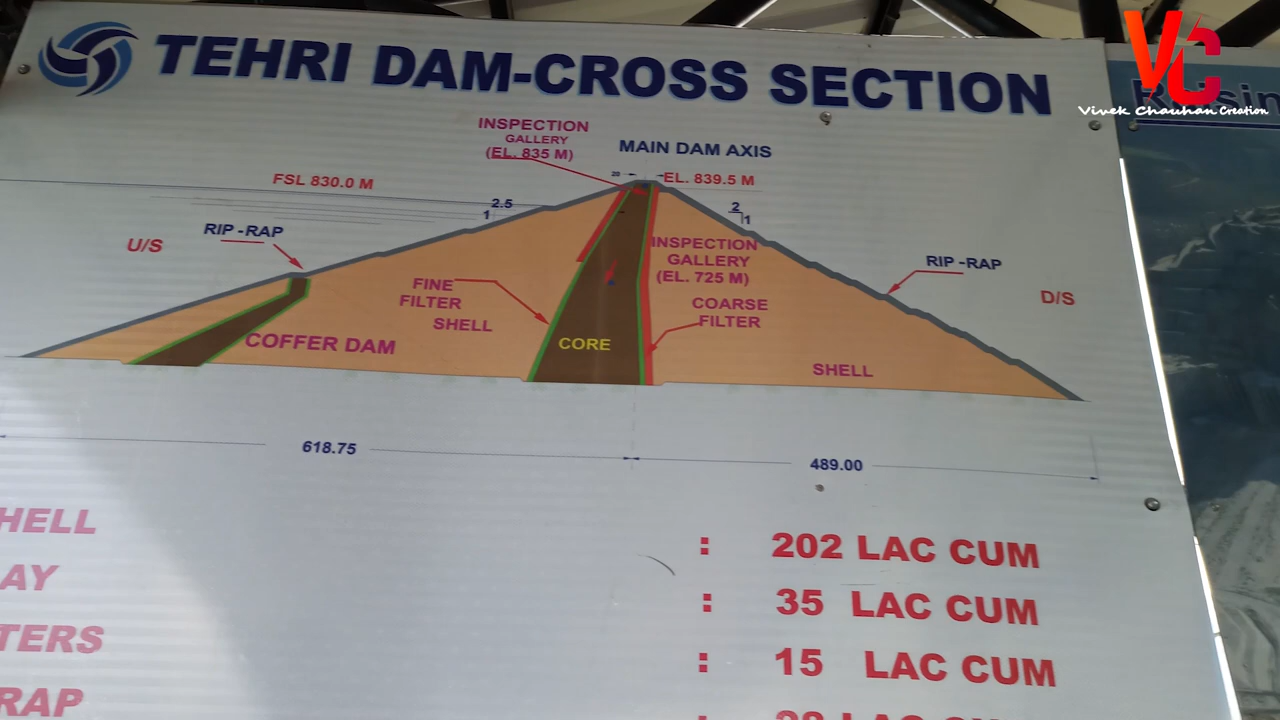 TEHRI DAM-CROSS SECTION
VC
Vivek Chauhan Creation
INSPECTION
GALLERY
(EL. 835 M)
MAIN DAM AXIS
20
EL. 839.5 M
FSL 830.0 M
2.5
1
2
1
RIP -RAP
U/S
INSPECTION
GALLERY
(EL. 725 M)
RIP -RAP
D/S
FINE
FILTER
SHELL
COARSE
FILTER
COFFER DAM
CORE
SHELL
618.75
489.00
HELL : 202 LAC CUM
AY : 35 LAC CUM
TERS : 15 LAC CUM
RAP :